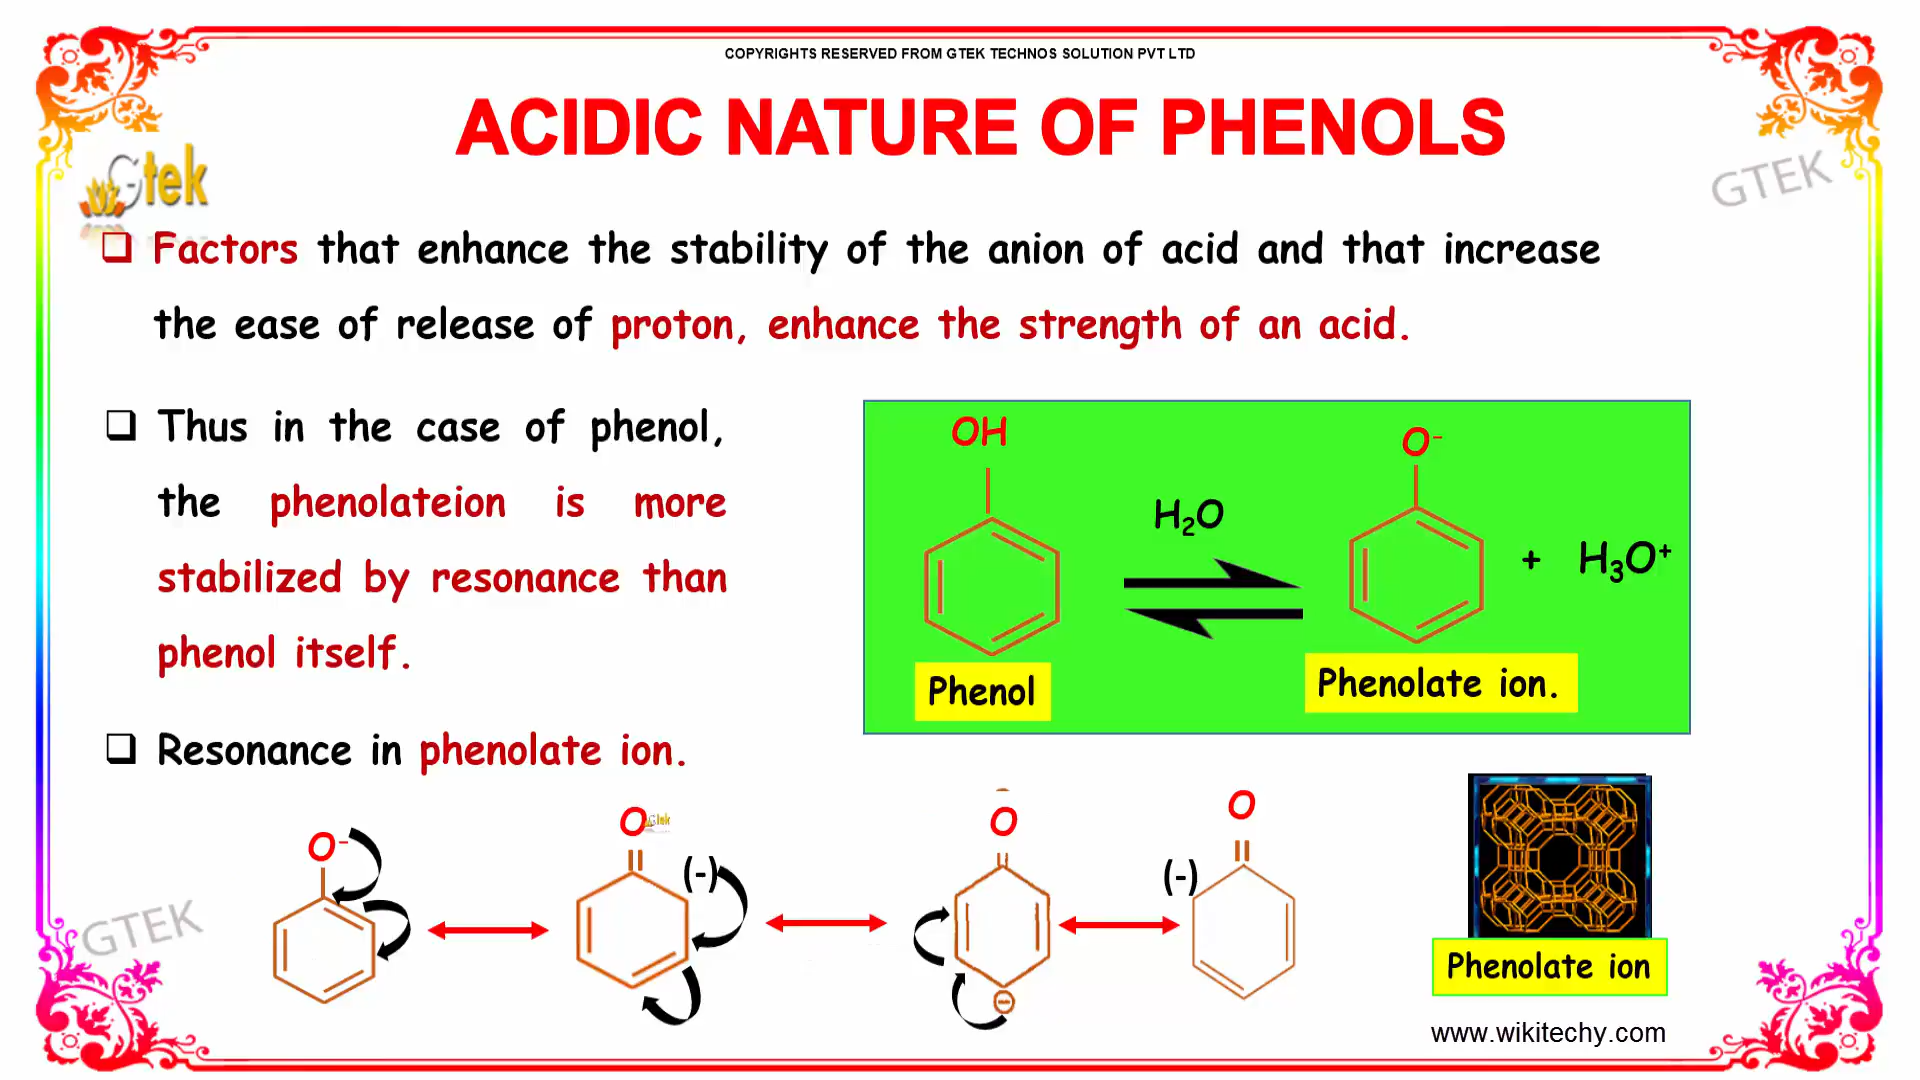 COPYRIGHTS RESERVED FROM GTEK TECHNOS SOLUTION PVT LTD
ACIDIC NATURE OF PHENOLS
Gtek
GTEK
Factors that enhance the stability of the anion of acid and that increase
the ease of release of proton, enhance the strength of an acid.
Thus in the case of phenol,
the phenolateion is more
stabilized by resonance than
phenol itself.
OH
H₂O
O⁻
+ H₃O⁺
Phenol
Phenolate ion.
Resonance in phenolate ion.
O⁻
O
Gtek
(-)
O
⊖
O
(-)
GTEK
Phenolate ion
www.wikitechy.com